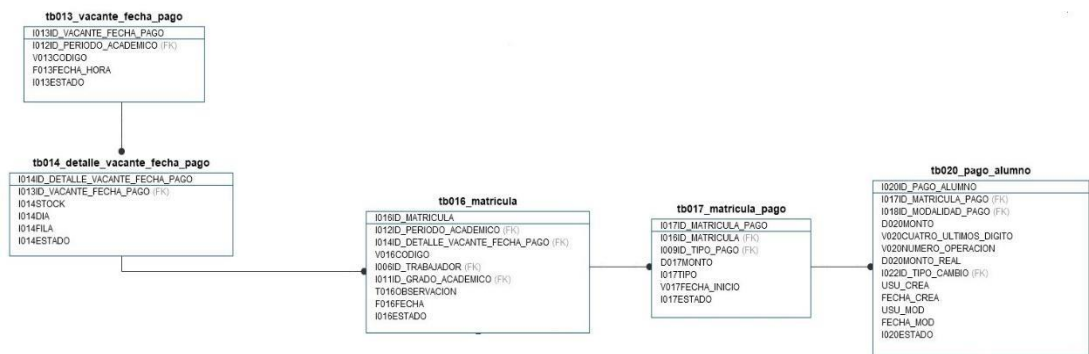 tb013_vacante_fecha_pago
I013ID_VACANTE_FECHA_PAGO
I012ID_PERIODO_ACADEMICO (FK)
V013CODIGO
F013FECHA_HORA
I013ESTADO
tb014_detalle_vacante_fecha_pago
I014ID_DETALLE_VACANTE_FECHA_PAGO
I013ID_VACANTE_FECHA_PAGO (FK)
I014STOCK
I014DIA
I014FILA
I014ESTADO
tb016_matricula
I016ID_MATRICULA
I012ID_PERIODO_ACADEMICO (FK)
I014ID_DETALLE_VACANTE_FECHA_PAGO (FK)
V016CODIGO
I006ID_TRABAJADOR (FK)
I011ID_GRADO_ACADEMICO (FK)
T016OBSERVACION
F016FECHA
I016ESTADO
tb017_matricula_pago
I017ID_MATRICULA_PAGO
I016ID_MATRICULA (FK)
I009ID_TIPO_PAGO (FK)
D017MONTO
I017TIPO
V017FECHA_INICIO
I017ESTADO
tb020_pago_alumno
I020ID_PAGO_ALUMNO
I017ID_MATRICULA_PAGO (FK)
I018ID_MODALIDAD_PAGO (FK)
D020MONTO
V020CUATRO_ULTIMOS_DIGITO
V020NUMERO_OPERACION
D020MONTO_REAL
I022ID_TIPO_CAMBIO (FK)
USU_CREA
FECHA_CREA
USU_MOD
FECHA_MOD
I020ESTADO